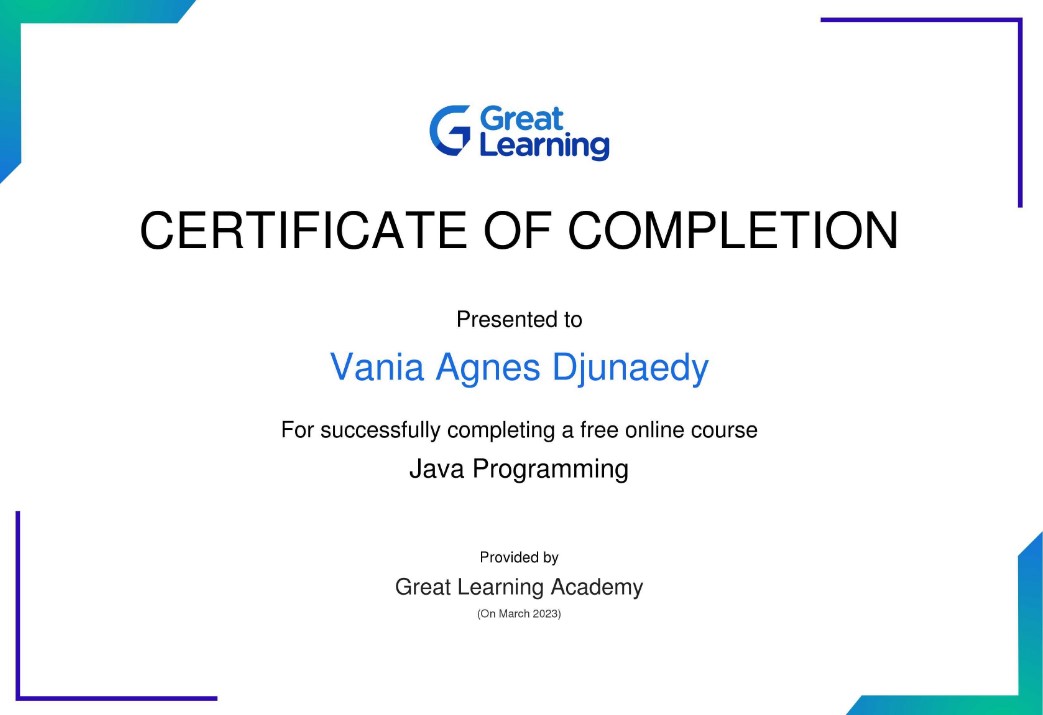 Great
Learning
CERTIFICATE OF COMPLETION
Presented to
Vania Agnes Djunaedy
For successfully completing a free online course
Java Programming
Provided by
Great Learning Academy
(On March 2023)